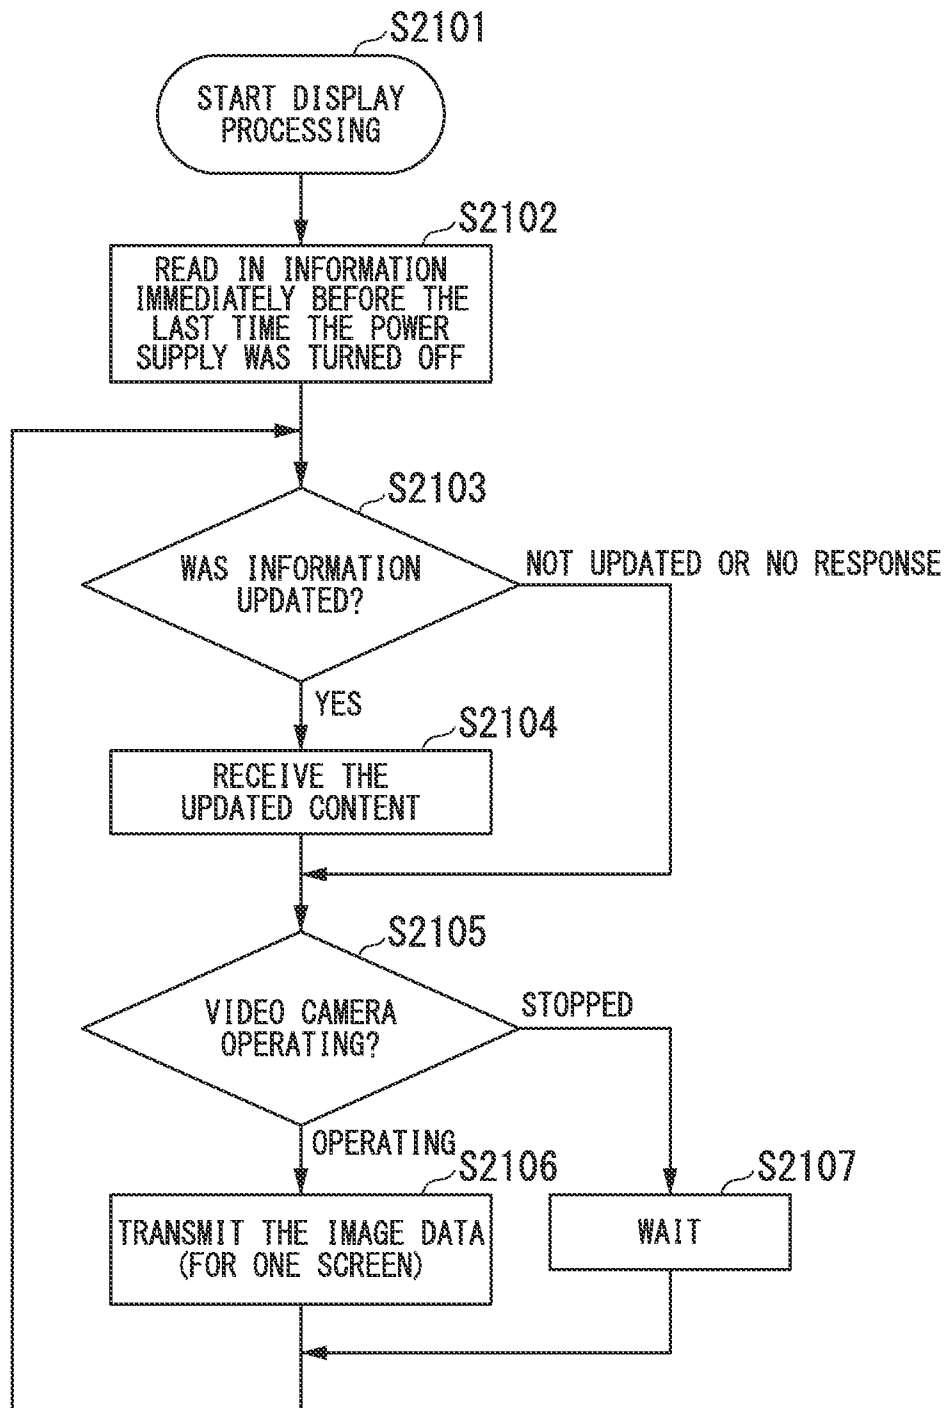 S2101
START DISPLAY
PROCESSING
S2102
READ IN INFORMATION
IMMEDIATELY BEFORE THE
LAST TIME THE POWER
SUPPLY WAS TURNED OFF
S2103
WAS INFORMATION
UPDATED?
NOT UPDATED OR NO RESPONSE
YES
S2104
RECEIVE THE
UPDATED CONTENT
S2105
VIDEO CAMERA
OPERATING?
STOPPED
OPERATING
S2106
TRANSMIT THE IMAGE DATA
(FOR ONE SCREEN)
S2107
WAIT